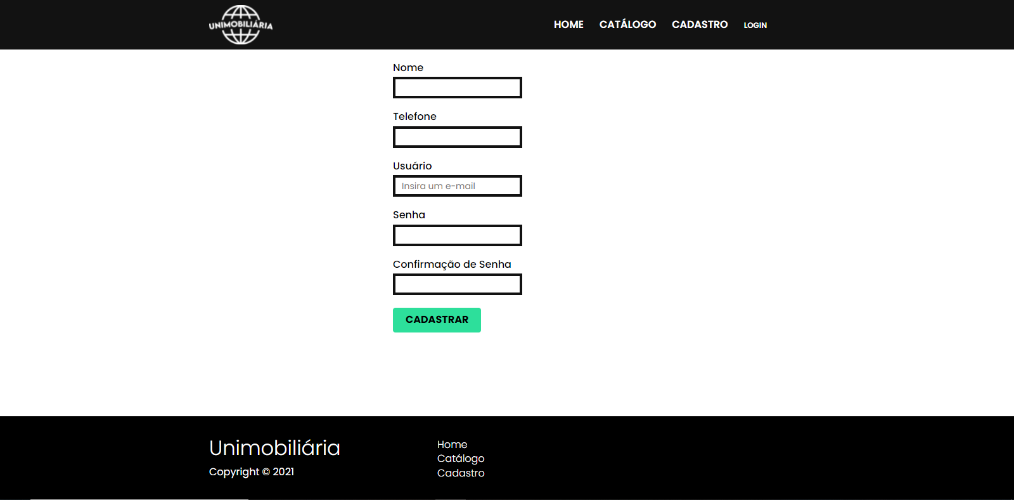 UNIMOBILIÁRIA
HOME CATÁLOGO CADASTRO LOGIN
Nome
Telefone
Usuário
Insira um e-mail
Senha
Confirmação de Senha
CADASTRAR
Unimobiliária
Copyright © 2021
Home
Catálogo
Cadastro